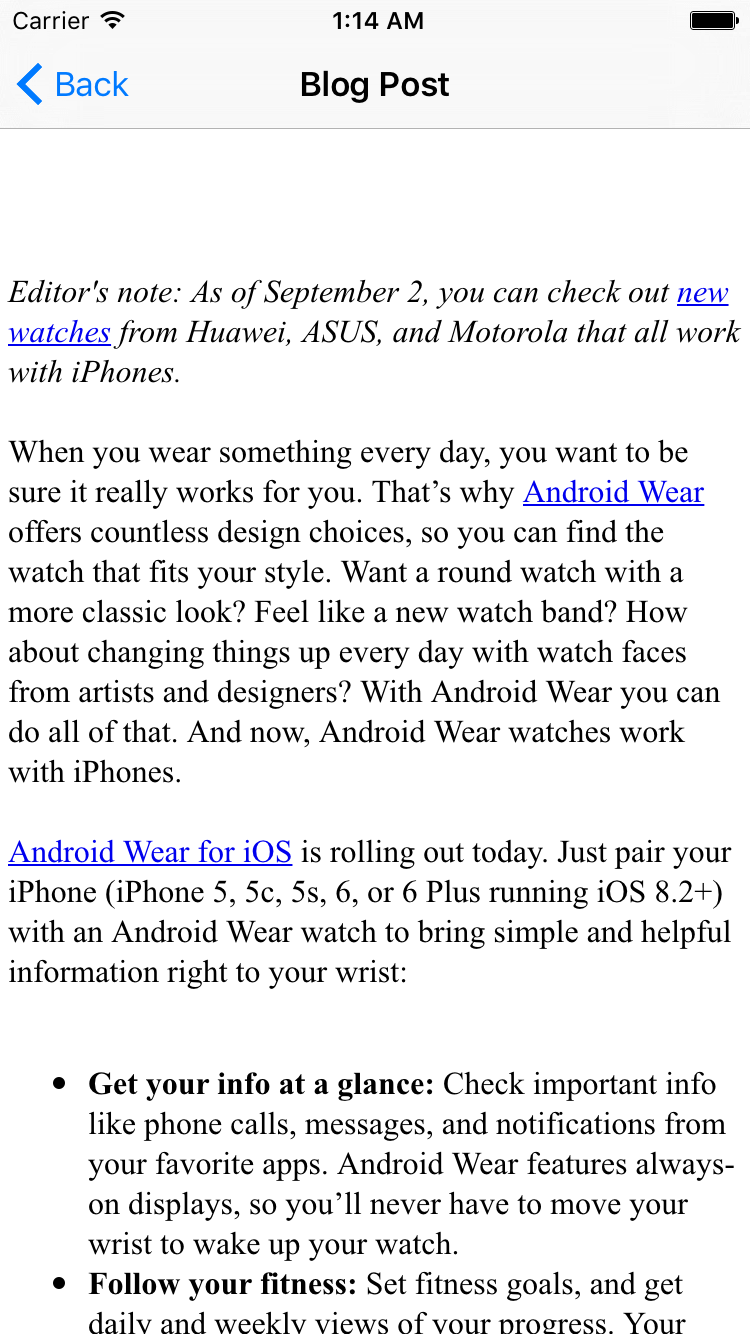 Carrier 1:14 AM
Back Blog Post
Editor's note: As of September 2, you can check out new
watches from Huawei, ASUS, and Motorola that all work
with iPhones.
When you wear something every day, you want to be
sure it really works for you. That’s why Android Wear
offers countless design choices, so you can find the
watch that fits your style. Want a round watch with a
more classic look? Feel like a new watch band? How
about changing things up every day with watch faces
from artists and designers? With Android Wear you can
do all of that. And now, Android Wear watches work
with iPhones.
Android Wear for iOS is rolling out today. Just pair your
iPhone (iPhone 5, 5c, 5s, 6, or 6 Plus running iOS 8.2+)
with an Android Wear watch to bring simple and helpful
information right to your wrist:
• Get your info at a glance: Check important info
like phone calls, messages, and notifications from
your favorite apps. Android Wear features always-
on displays, so you’ll never have to move your
wrist to wake up your watch.
• Follow your fitness: Set fitness goals, and get
daily and weekly views of your progress. Your